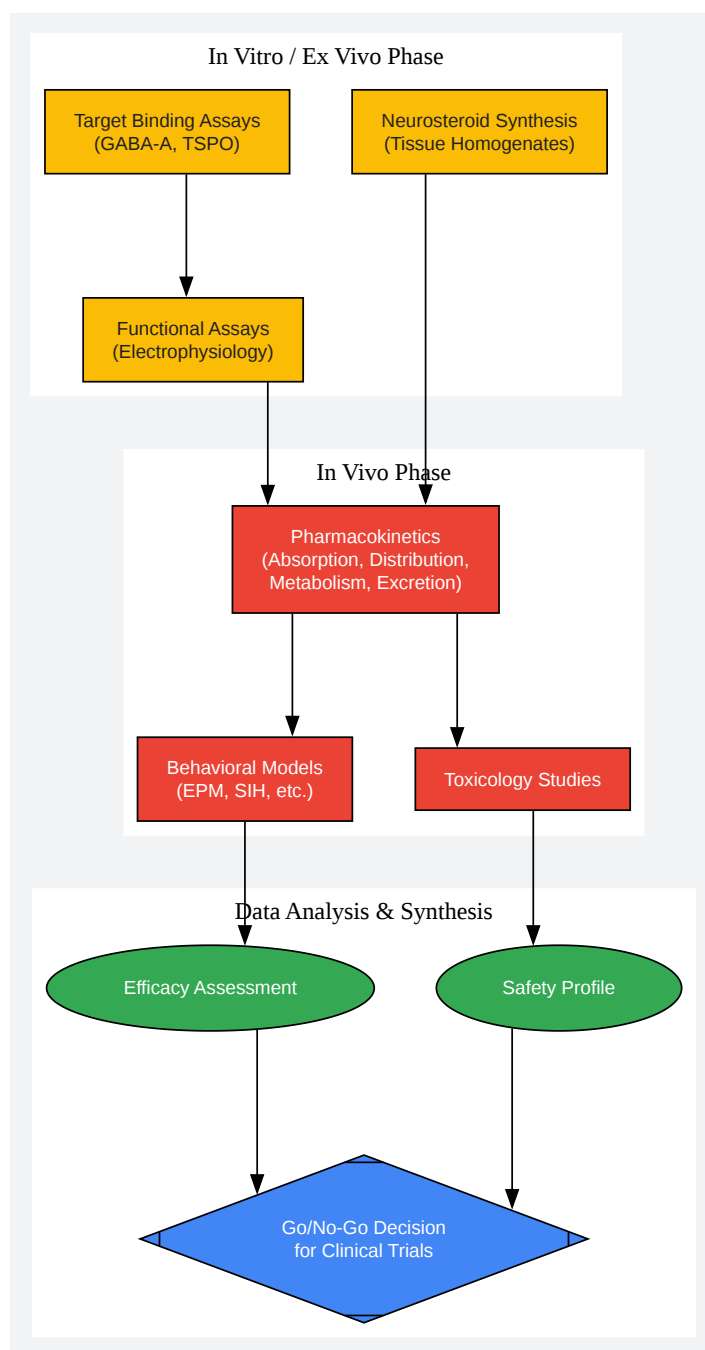 In Vitro / Ex Vivo Phase
Target Binding Assays
(GABA-A, TSPO)
Neurosteroid Synthesis
(Tissue Homogenates)
Functional Assays
(Electrophysiology)
In Vivo Phase
Pharmacokinetics
(Absorption, Distribution,
Metabolism, Excretion)
Behavioral Models
(EPM, SIH, etc.)
Toxicology Studies
Data Analysis & Synthesis
Efficacy Assessment
Safety Profile
Go/No-Go Decision
for Clinical Trials